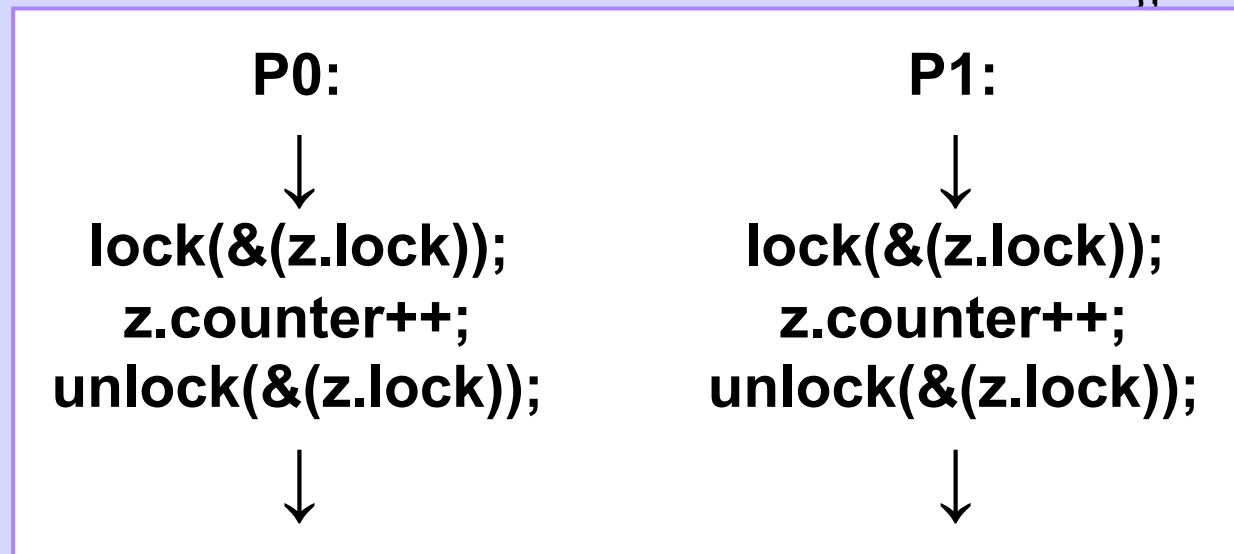 P0: P1:
↓ ↓
lock(&(z.lock)); lock(&(z.lock));
z.counter++; z.counter++;
unlock(&(z.lock)); unlock(&(z.lock));
↓ ↓